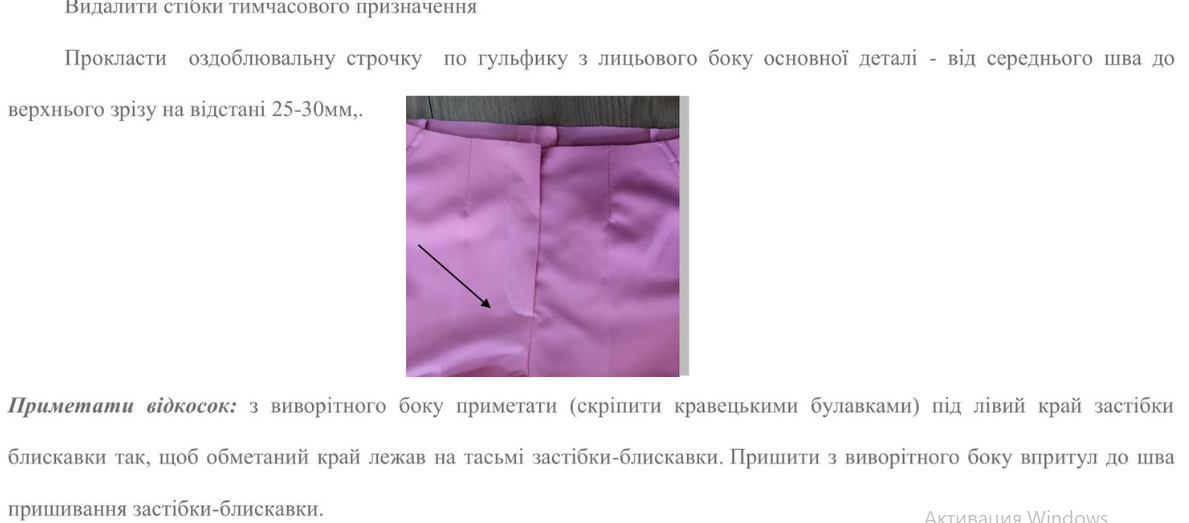 Видалити стібки тимчасового призначення
Прокласти оздоблювальну строчку по гульфику з лицьового боку основної деталі - від середнього шва до
верхнього зрізу на відстані 25-30мм,.
Приметати відкосок: з виворітного боку приметати (скріпити кравецькими булавками) під лівий край застібки
блискавки так, щоб обметаний край лежав на тасьмі застібки-блискавки. Пришити з виворітного боку впритул до шва
пришивання застібки-блискавки.
Активация Windows